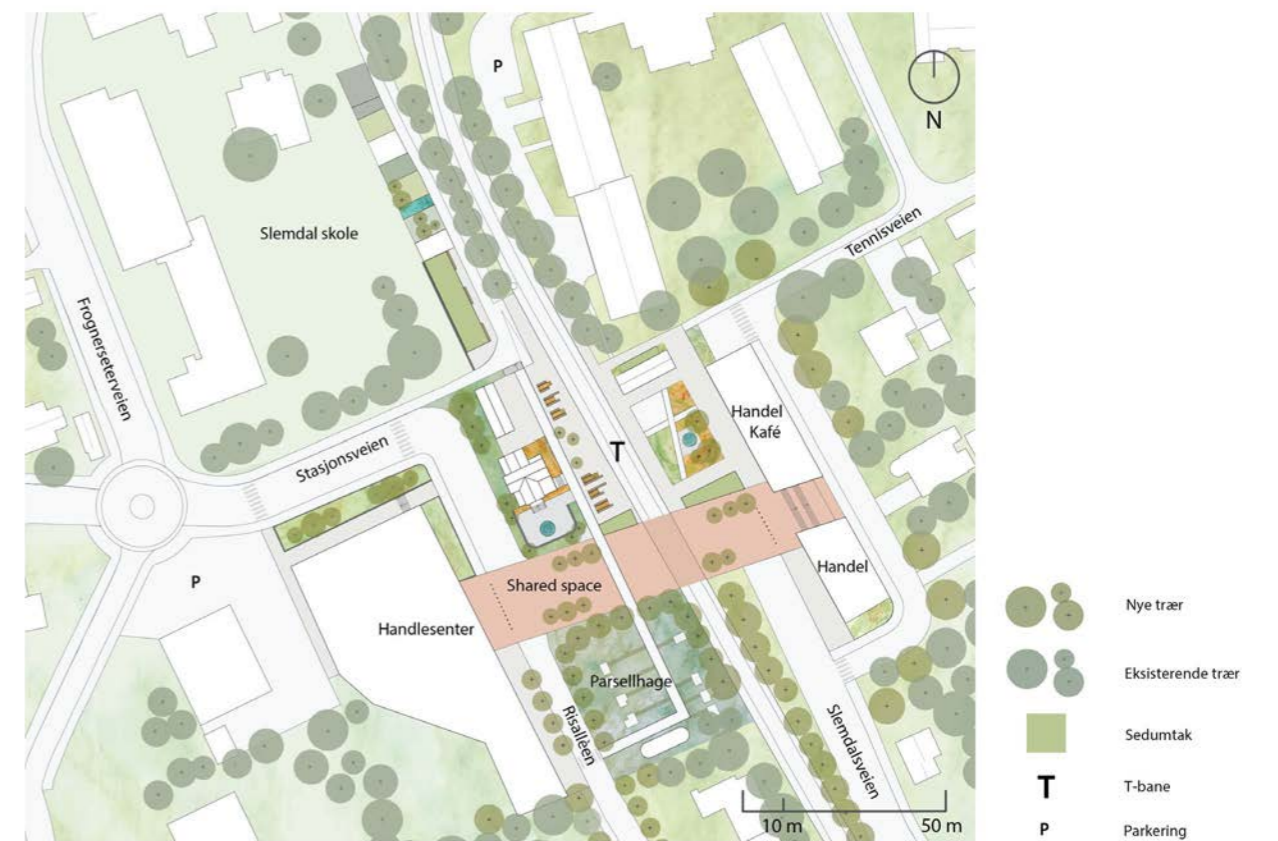 P
N
Slemdal skole
Tennisveien
Frognerseterveien
Handel
Kafé
T
Stasjonsveien
P
Shared space
Handel
Handlesenter
Parsellhage
Risallèen
Slemdalsveien
10 m
50 m
Nye trær
Eksisterende trær
Sedumtak
T
T-bane
P
Parkering